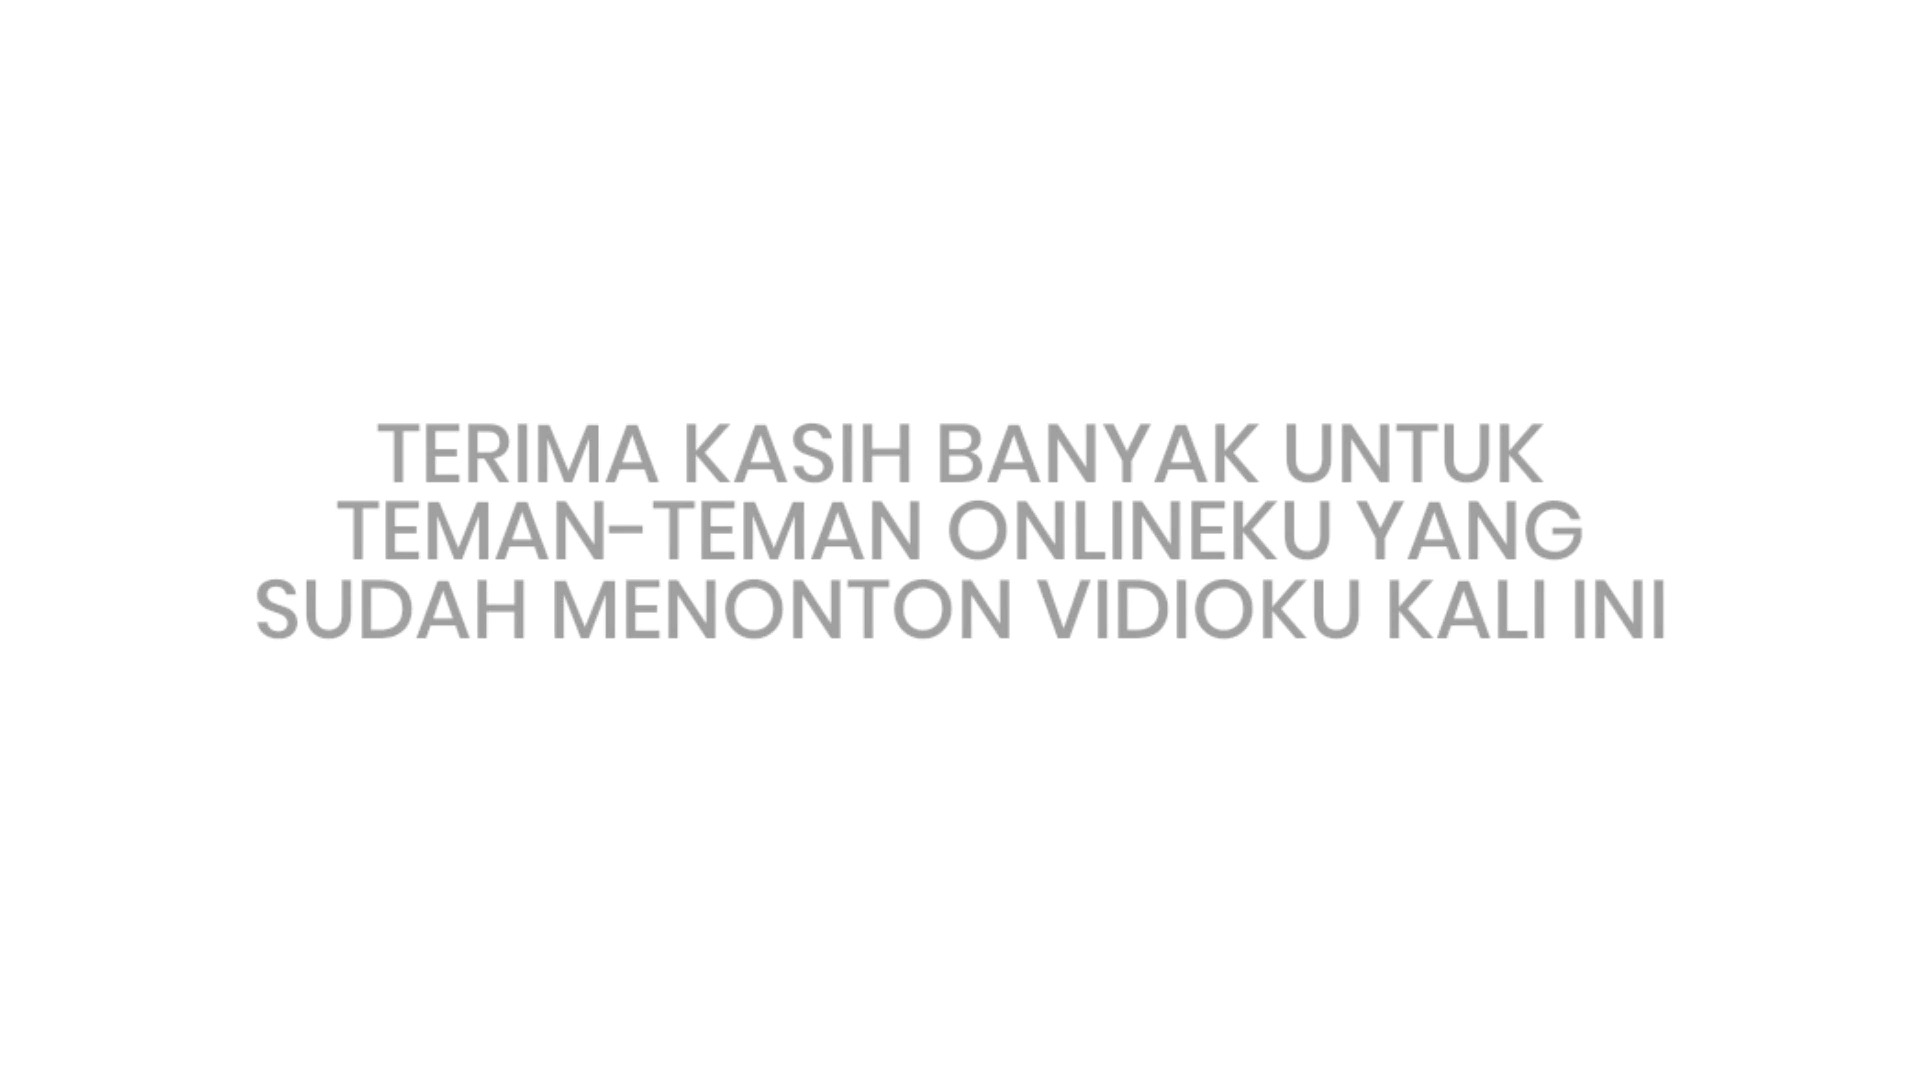 TERIMA KASIH BANYAK UNTUK
TEMAN-TEMAN ONLINEKU YANG
SUDAH MENONTON VIDIOKU KALI INI